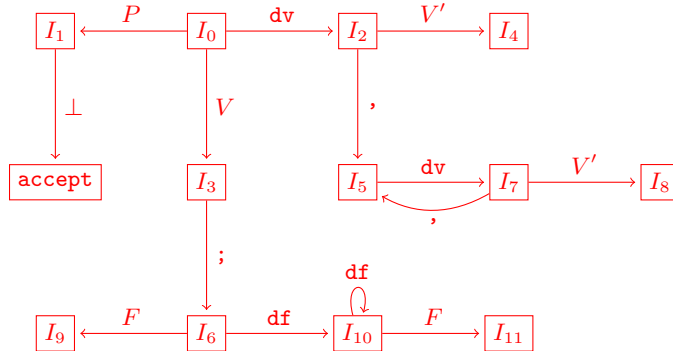 I₁ P I₀ dv I₂ V′ I₄
⊥ V ,
accept I₃ I₅ dv I₇ V′ I₈
,
; df
I₉ F I₆ df I₁₀ F I₁₁